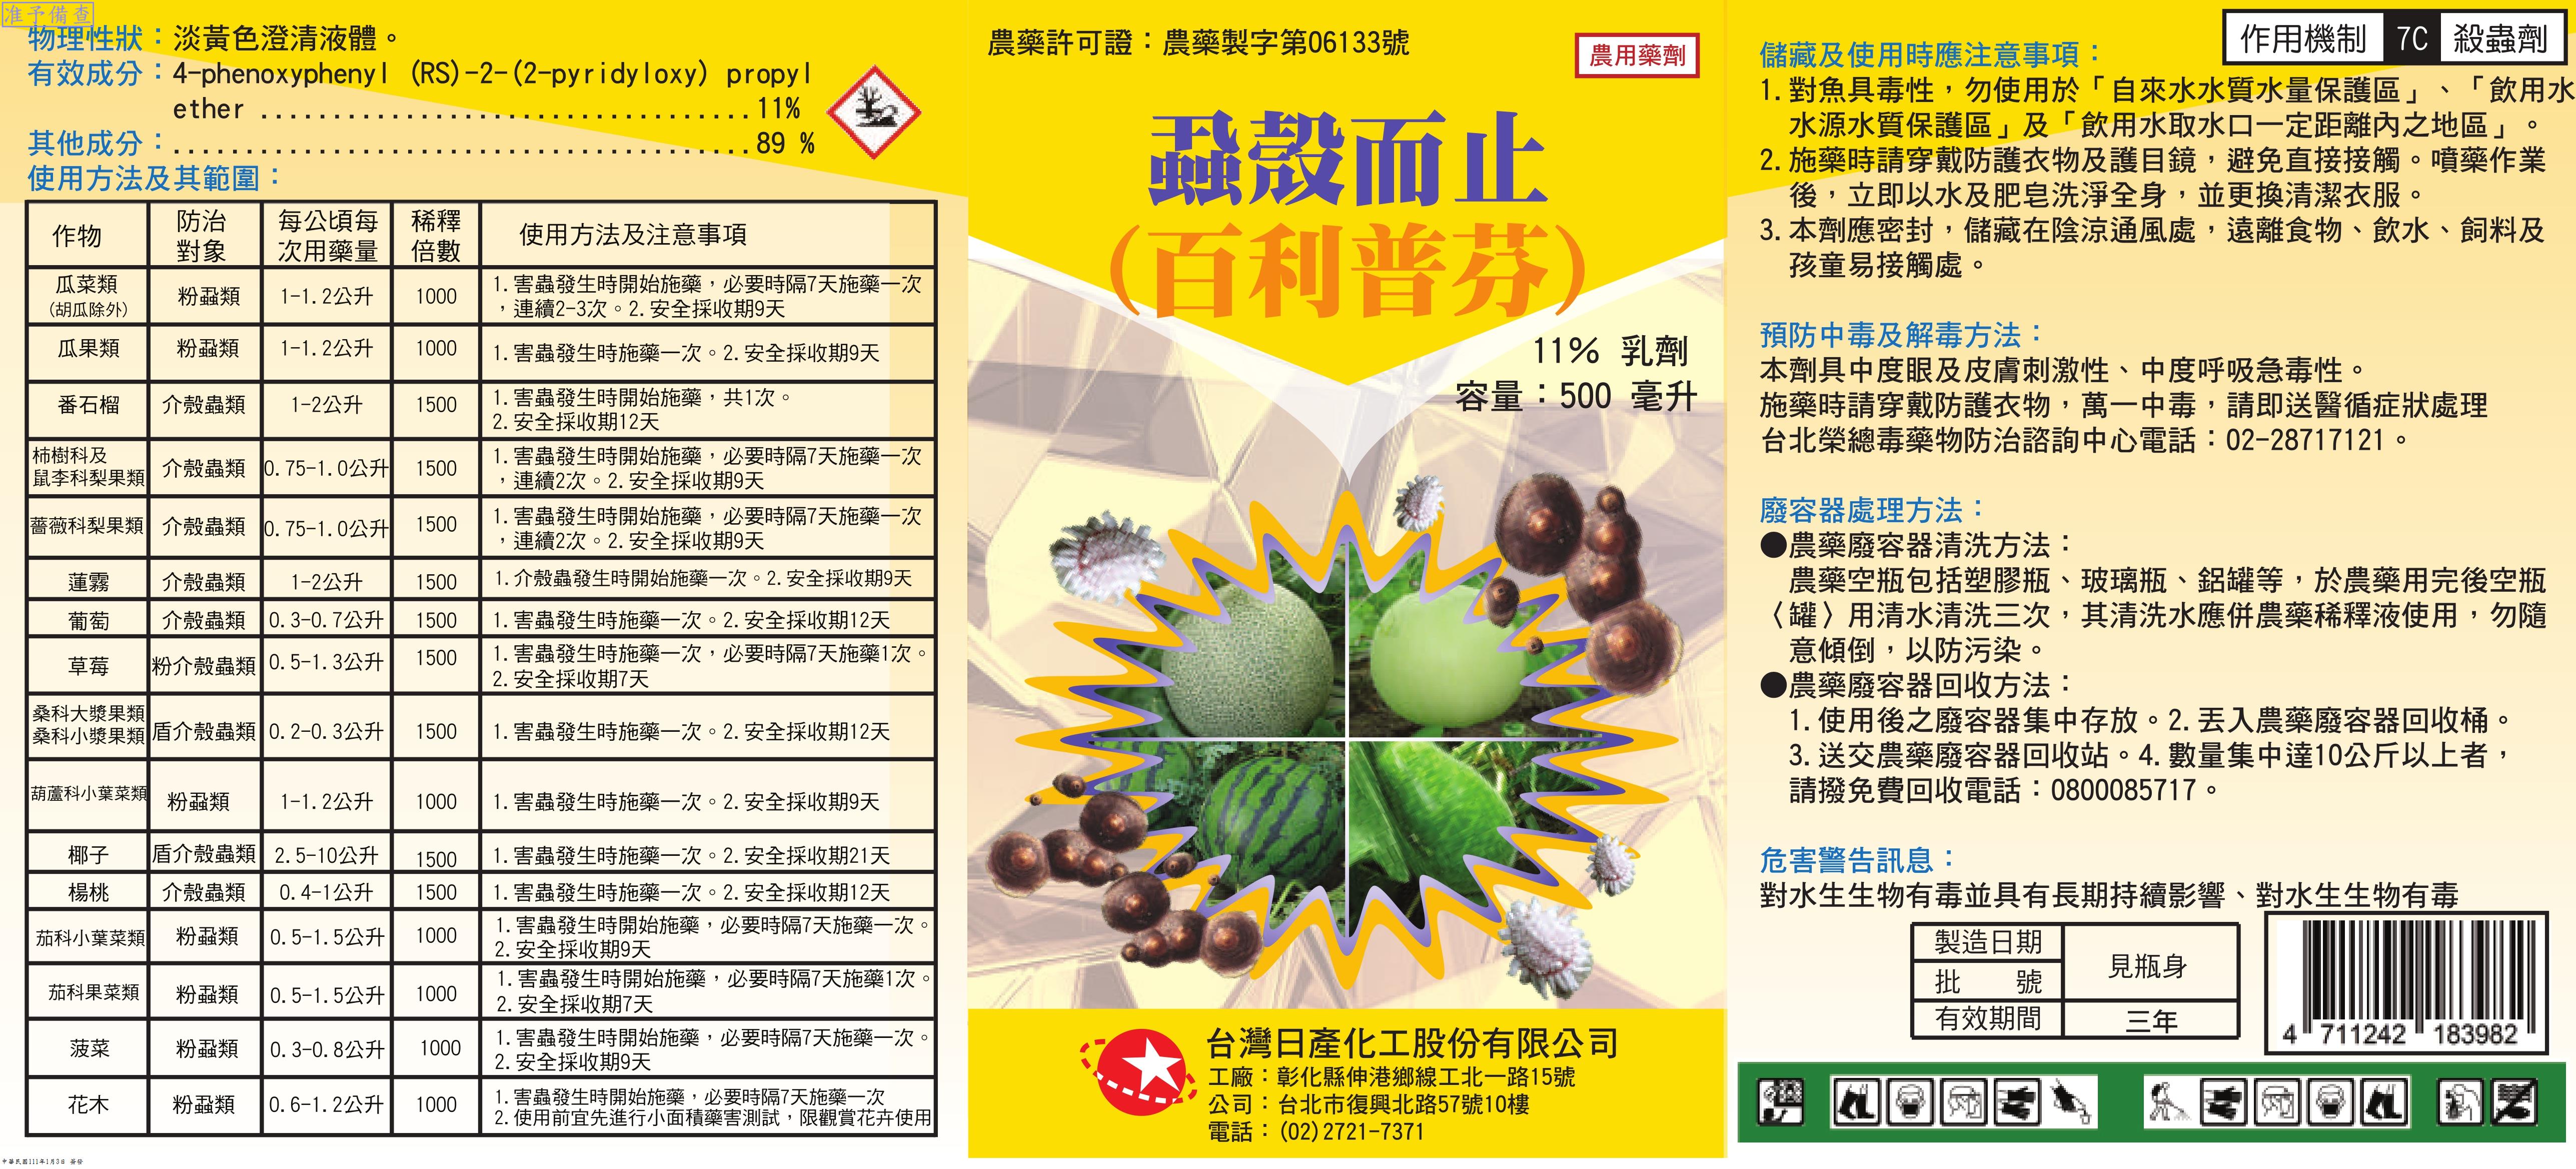 准予備查
物理性狀：淡黃色澄清液體。
有效成分：4-phenoxyphenyl (RS)-2-(2-pyridyloxy) propyl
ether .................................. 11%
其他成分：........................................ 89 %
使用方法及其範圍：
作物 防治對象 每公頃每次用藥量 稀釋倍數 使用方法及注意事項
瓜菜類(胡瓜除外) 粉蝨類 1-1.2公升 1000 1.害蟲發生時開始施藥，必要時隔7天施藥一次
，連續2-3次。2.安全採收期9天
瓜果類 粉蝨類 1-1.2公升 1000 1.害蟲發生時施藥一次。2.安全採收期9天
番石榴 介殼蟲類 1-2公升 1500 1.害蟲發生時開始施藥，共1次。
2.安全採收期12天
柿樹科及
鼠李科梨果類 介殼蟲類 0.75-1.0公升 1500 1.害蟲發生時開始施藥，必要時隔7天施藥一次
，連續2次。2.安全採收期9天
薔薇科梨果類 介殼蟲類 0.75-1.0公升 1500 1.害蟲發生時開始施藥，必要時隔7天施藥一次
，連續2次。2.安全採收期9天
蓮霧 介殼蟲類 1-2公升 1500 1.介殼蟲發生時開始施藥一次。2.安全採收期9天
葡萄 介殼蟲類 0.3-0.7公升 1500 1.害蟲發生時施藥一次。2.安全採收期12天
草莓 粉介殼蟲類 0.5-1.3公升 1500 1.害蟲發生時施藥一次，必要時隔7天施藥1次。
2.安全採收期7天
桑科大漿果類
桑科小漿果類 盾介殼蟲類 0.2-0.3公升 1500 1.害蟲發生時施藥一次。2.安全採收期12天
葫蘆科小葉菜類 粉蝨類 1-1.2公升 1000 1.害蟲發生時施藥一次。2.安全採收期9天
椰子 盾介殼蟲類 2.5-10公升 1500 1.害蟲發生時施藥一次。2.安全採收期21天
楊桃 介殼蟲類 0.4-1公升 1500 1.害蟲發生時施藥一次。2.安全採收期12天
茄科小葉菜類 粉蝨類 0.5-1.5公升 1000 1.害蟲發生時開始施藥，必要時隔7天施藥一次。
2.安全採收期9天
茄科果菜類 粉蝨類 0.5-1.5公升 1000 1.害蟲發生時開始施藥，必要時隔7天施藥1次。
2.安全採收期7天
菠菜 粉蝨類 0.3-0.8公升 1000 1.害蟲發生時開始施藥，必要時隔7天施藥一次。
2.安全採收期9天
花木 粉蝨類 0.6-1.2公升 1000 1.害蟲發生時開始施藥，必要時隔7天施藥一次
2.使用前宜先進行小面積藥害測試，限觀賞花卉使用
中華民國111年1月3日 簽發
農藥許可證：農藥製字第06133號
農用藥劑
蝨殼而止
(百利普芬)
11% 乳劑
容量：500 毫升
台灣日產化工股份有限公司
工廠：彰化縣伸港鄉線工北一路15號
公司：台北市復興北路57號10樓
電話：(02)2721-7371
作用機制 7C 殺蟲劑
儲藏及使用時應注意事項：
1.對魚具毒性，勿使用於「自來水水質水量保護區」、「飲用水
水源水質保護區」及「飲用水取水口一定距離內之地區」。
2.施藥時請穿戴防護衣物及護目鏡，避免直接接觸。噴藥作業
後，立即以水及肥皂洗淨全身，並更換清潔衣服。
3.本劑應密封，儲藏在陰涼通風處，遠離食物、飲水、飼料及
孩童易接觸處。
預防中毒及解毒方法：
本劑具中度眼及皮膚刺激性、中度呼吸急毒性。
施藥時請穿戴防護衣物，萬一中毒，請即送醫循症狀處理
台北榮總毒藥物防治諮詢中心電話：02-28717121。
廢容器處理方法：
●農藥廢容器清洗方法：
農藥空瓶包括塑膠瓶、玻璃瓶、鋁罐等，於農藥用完後空瓶
〈罐〉用清水清洗三次，其清洗水應併農藥稀釋液使用，勿隨
意傾倒，以防污染。
●農藥廢容器回收方法：
1.使用後之廢容器集中存放。2.丟入農藥廢容器回收桶。
3.送交農藥廢容器回收站。4.數量集中達10公斤以上者，
請撥免費回收電話：0800085717。
危害警告訊息：
對水生生物有毒並具有長期持續影響、對水生生物有毒
製造日期 見瓶身
批 號
有效期間 三年
4 711242 183982